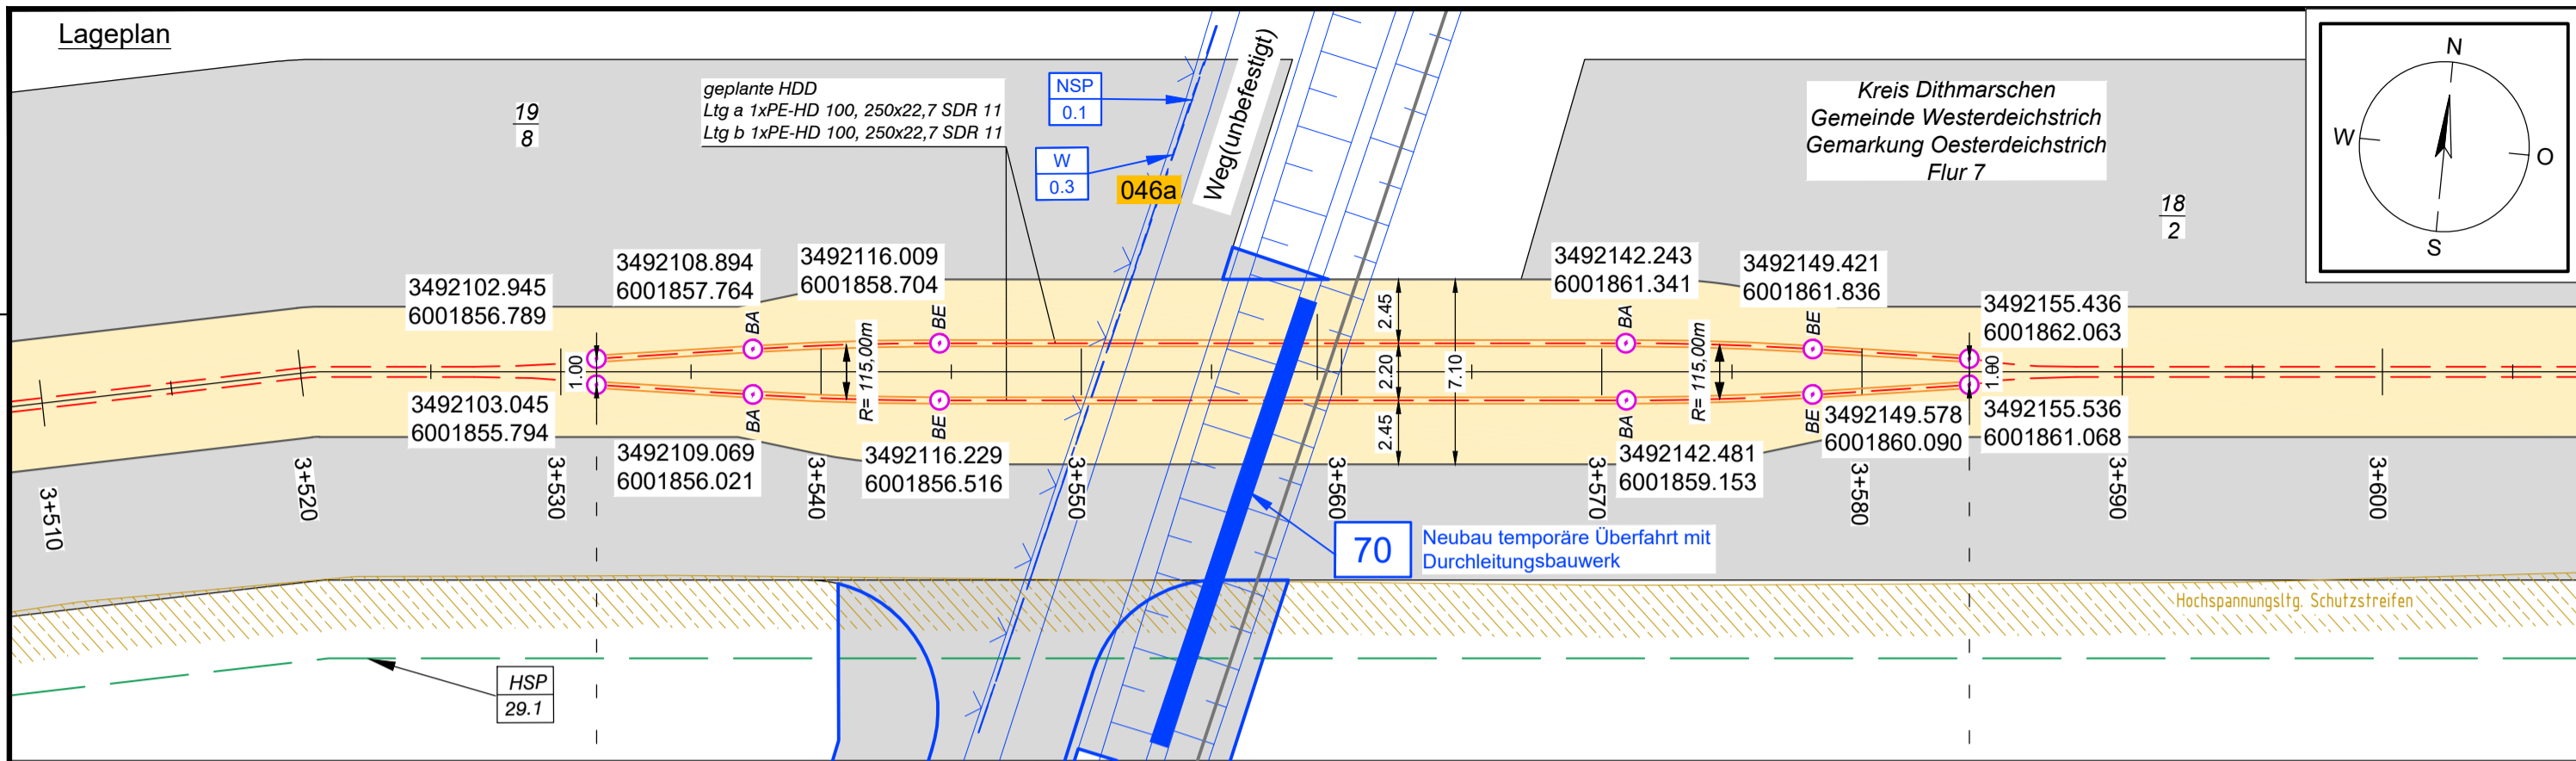 Lageplan
19
8
geplante HDD
Ltg a 1xPE-HD 100, 250x22,7 SDR 11
Ltg b 1xPE-HD 100, 250x22,7 SDR 11
NSP
0.1
W
0.3
046a
Weg(unbefestigt)
Kreis Dithmarschen
Gemeinde Westerdeichstrich
Gemarkung Oesterdeichstrich
Flur 7
18
2
N
W
O
S
3492102.945
6001856.789
3492108.894
6001857.764
3492116.009
6001858.704
3492142.243
6001861.341
3492149.421
6001861.836
3492155.436
6001862.063
BA
BE
BA
BE
1.00
R= 115,00m
2.45
2.20
7.10
2.45
R= 115,00m
1.00
BA
BE
BA
BE
3492103.045
6001855.794
3492109.069
6001856.021
3492116.229
6001856.516
3492142.481
6001859.153
3492149.578
6001860.090
3492155.536
6001861.068
3+510
3+520
3+530
3+540
3+550
3+560
3+570
3+580
3+590
3+600
70
Neubau temporäre Überfahrt mit
Durchleitungsbauwerk
Hochspannungsltg. Schutzstreifen
HSP
29.1